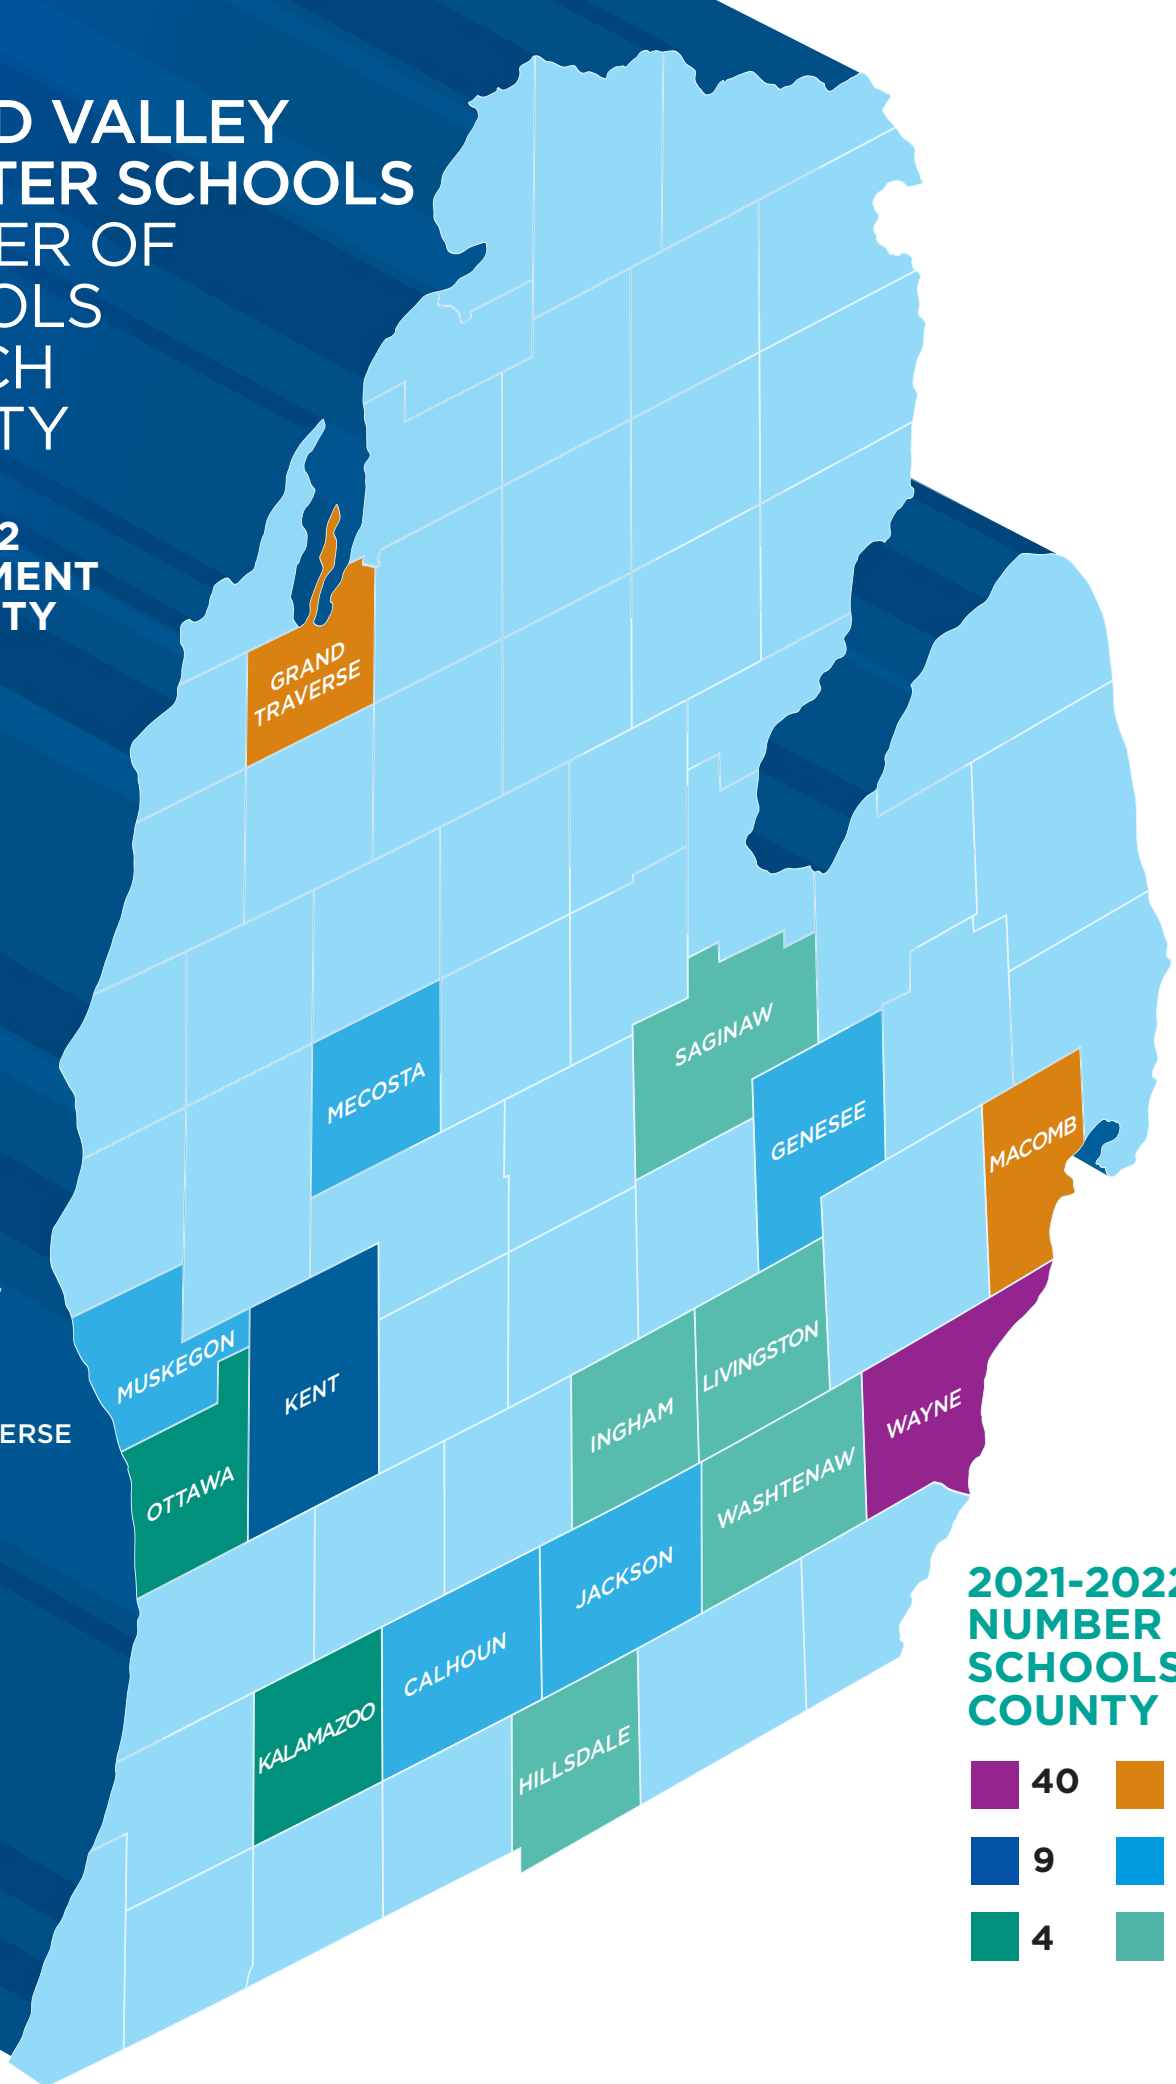 D VALLEY
TER SCHOOLS
ER OF
OLS
CH
TY
2
MENT
TY
GRAND
TRAVERSE
SAGINAW
MECOSTA
GENESEE
MACOMB
MUSKEGON
KENT
LIVINGSTON
INGHAM
WAYNE
ERSE
OTTAWA
WASHTENAW
JACKSON
CALHOUN
KALAMAZOO
HILLSDALE
2021-2022
NUMBER
SCHOOLS
COUNTY
40
9
4